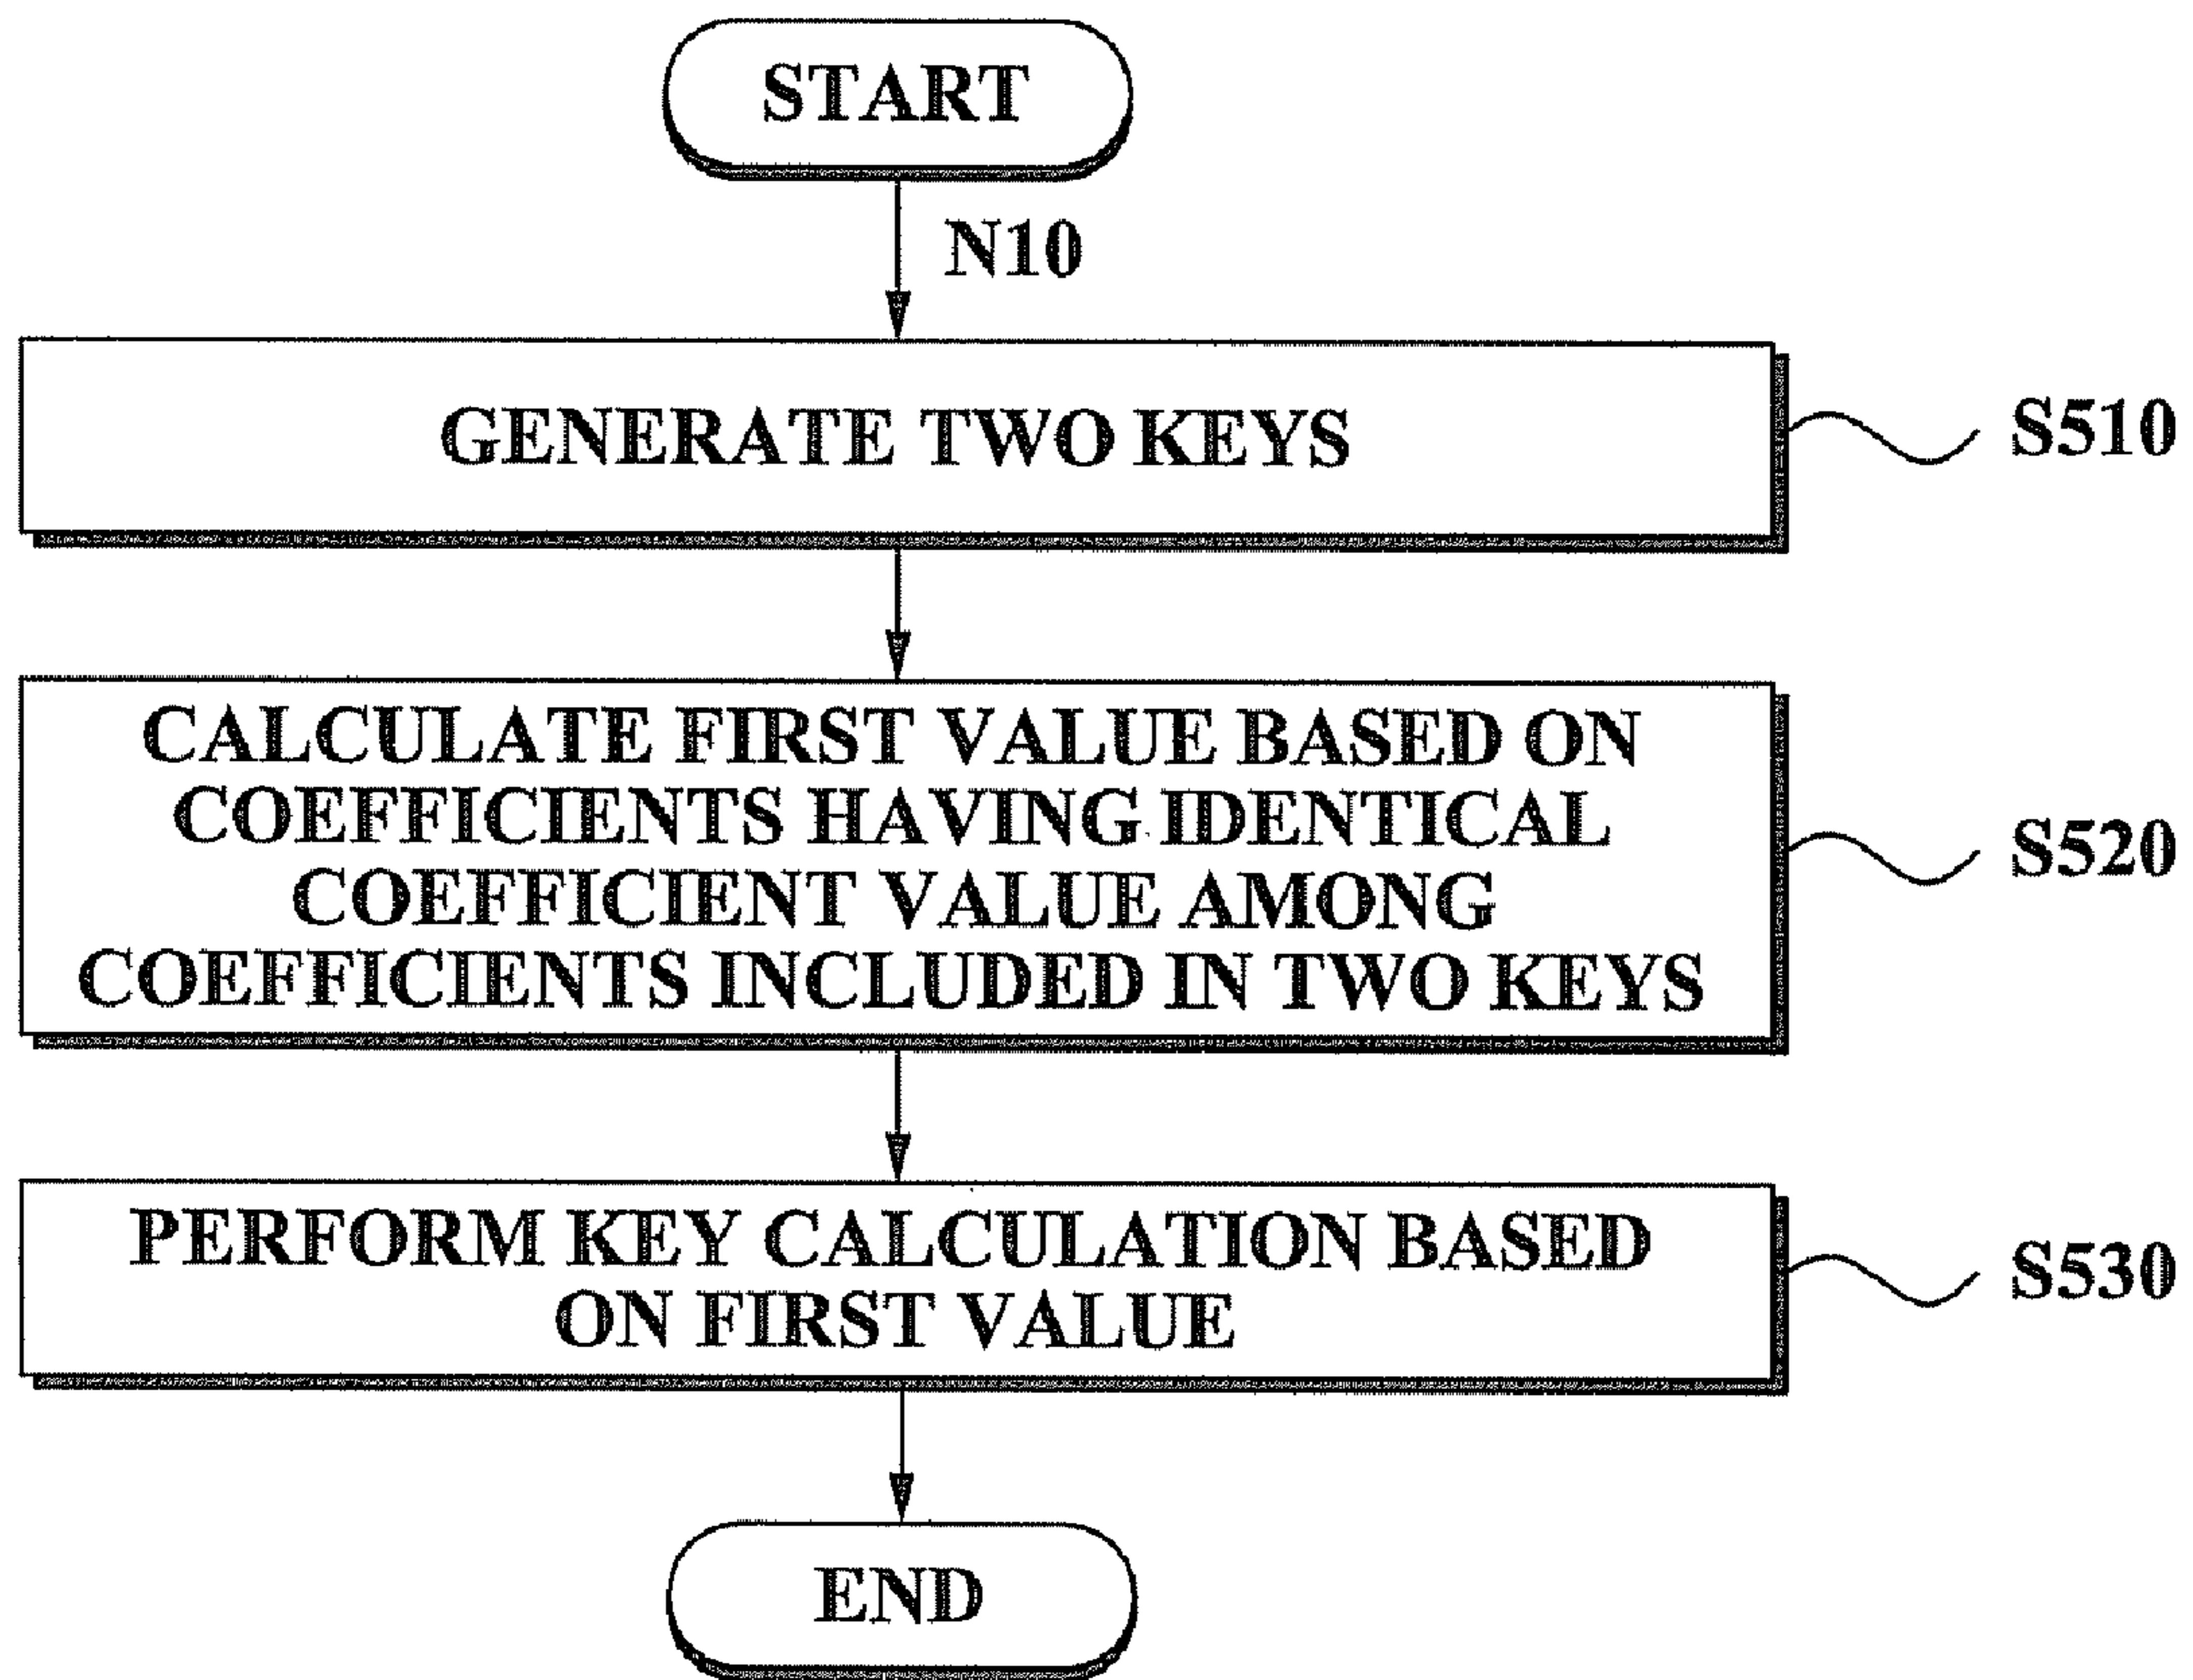 START
N10
GENERATE TWO KEYS
S510
CALCULATE FIRST VALUE BASED ON
COEFFICIENTS HAVING IDENTICAL
COEFFICIENT VALUE AMONG
COEFFICIENTS INCLUDED IN TWO KEYS
S520
PERFORM KEY CALCULATION BASED
ON FIRST VALUE
S530
END